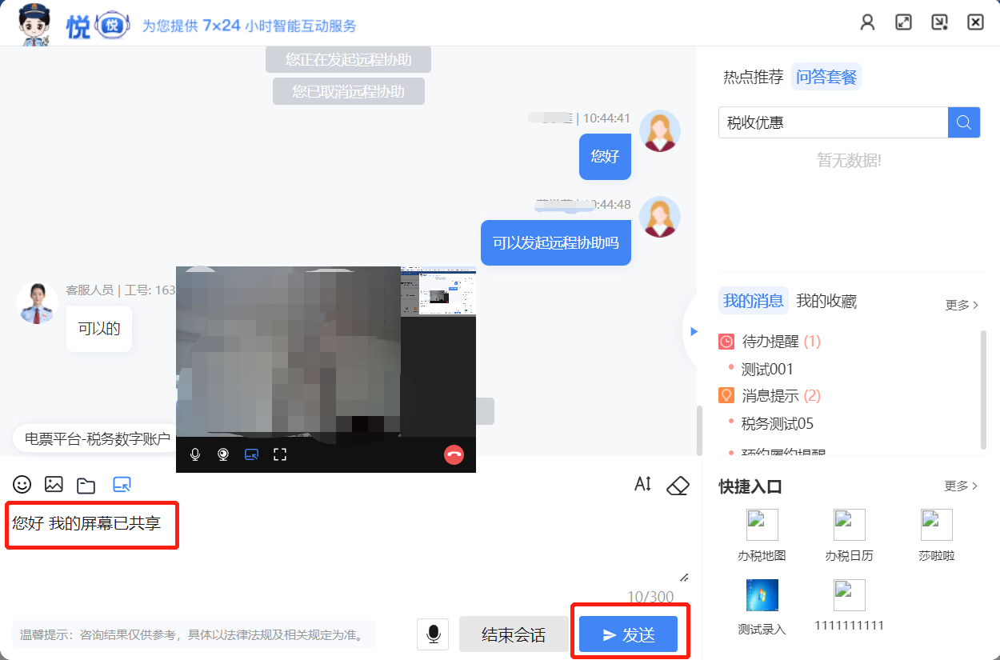 悦 悦 为您提供 7×24 小时智能互动服务
您正在发起远程协助
您已取消远程协助
| 10:44:41
您好
0:44:48
可以发起远程协助吗
客服人员 | 工号: 163
可以的
电票平台-税务数字账户
您好 我的屏幕已共享
10/300
温馨提示：咨询结果仅供参考，具体以法律法规及相关规定为准。
结束会话
发送
热点推荐 问答套餐
税收优惠
暂无数据!
我的消息 我的收藏 更多
待办提醒 (1)
测试001
消息提示 (2)
税务测试05
预约履约提醒
快捷入口 更多
办税地图 办税日历 莎啦啦
测试录入 1111111111